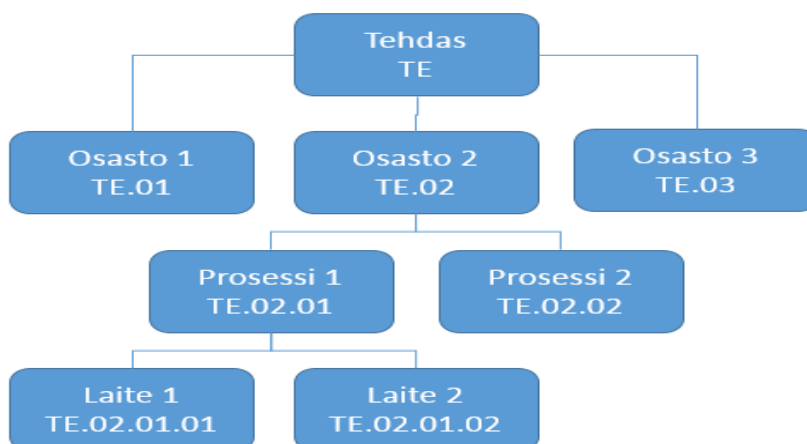 Tehdas
TE
Osasto 1
TE.01
Osasto 2
TE.02
Osasto 3
TE.03
Prosessi 1
TE.02.01
Prosessi 2
TE.02.02
Laite 1
TE.02.01.01
Laite 2
TE.02.01.02